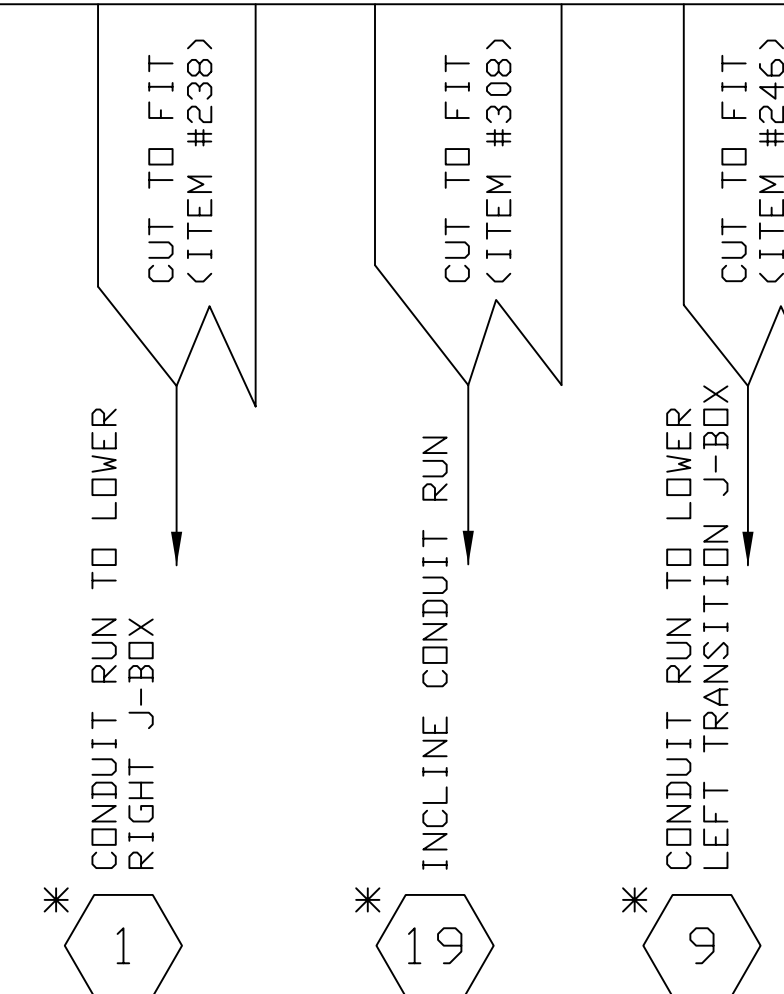 CUT TO FIT
(ITEM #238)
CONDUIT RUN TO LOWER
RIGHT J-BOX
*
1
CUT TO FIT
(ITEM #308)
INCLINE CONDUIT RUN
*
19
CUT TO FIT
(ITEM #246)
CONDUIT RUN TO LOWER
LEFT TRANSITION J-BOX
*
9